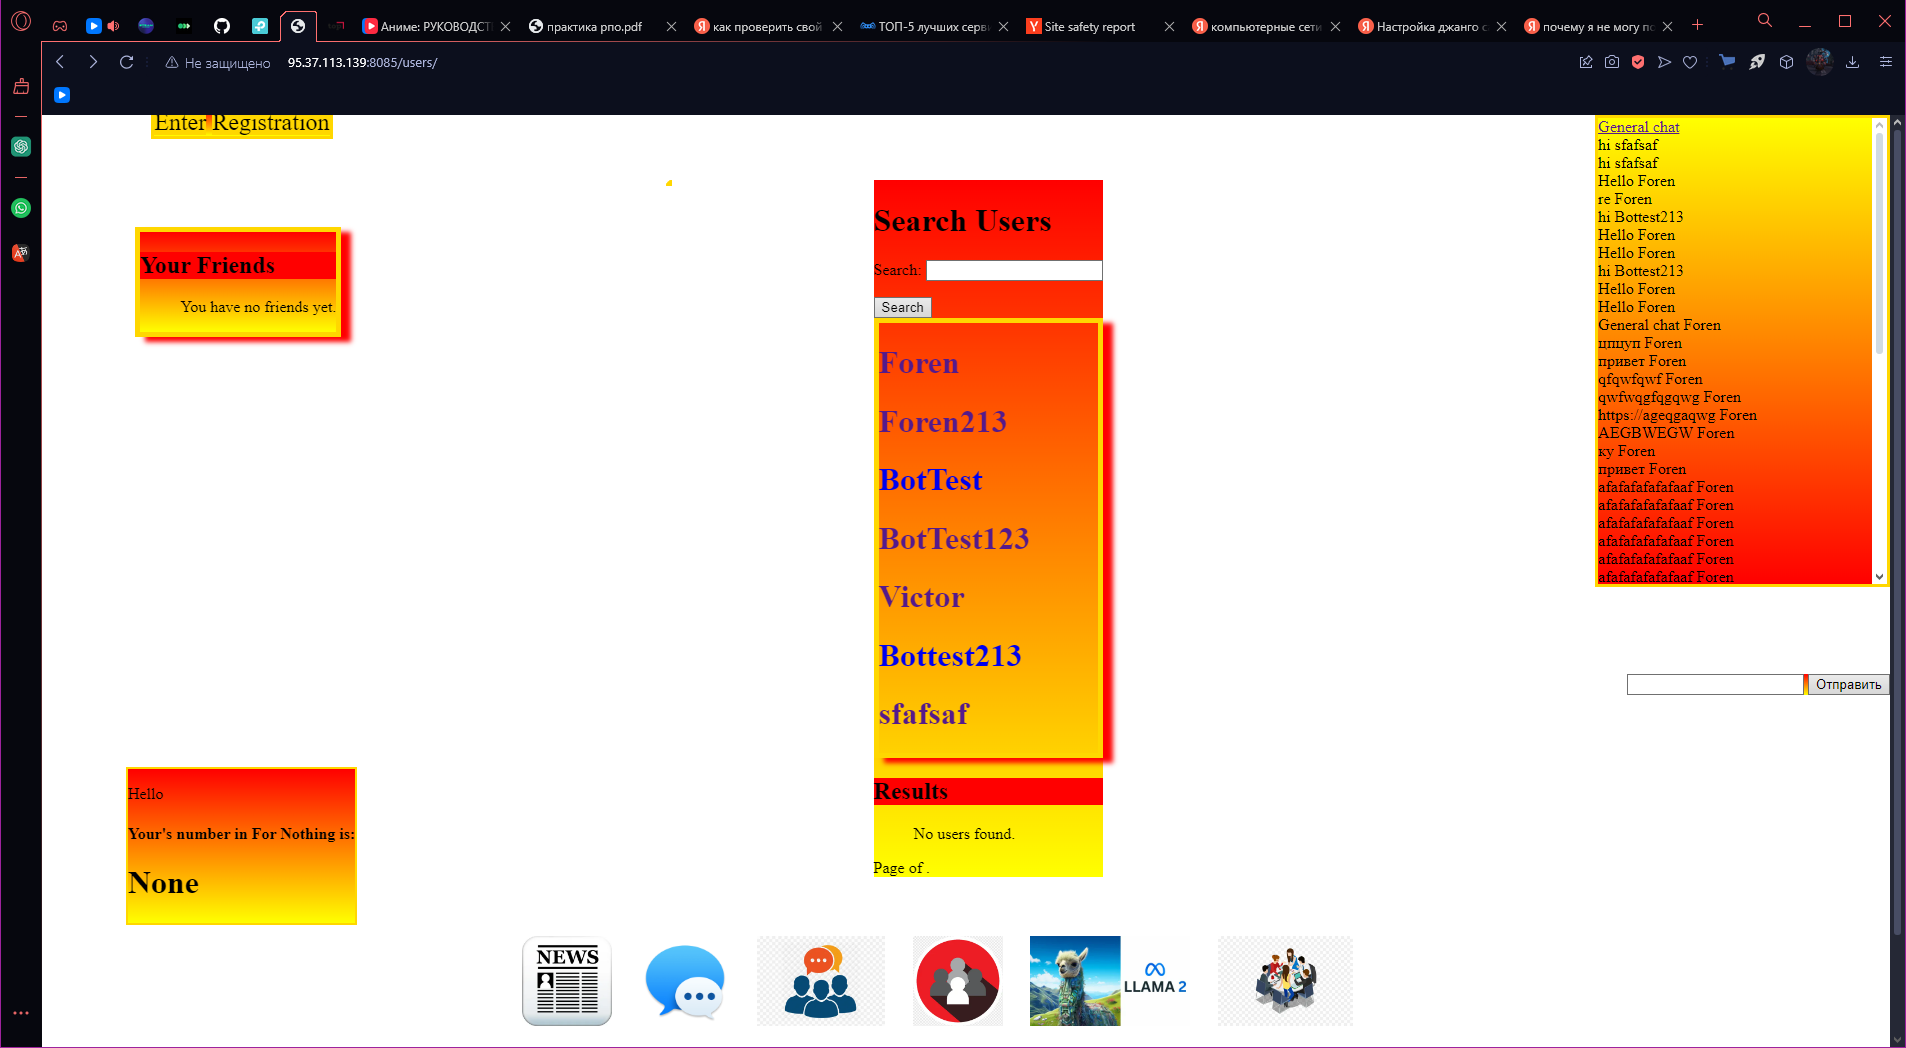 Аниме: РУКОВОДСТ
практика рпо.pdf
как проверить свой
ТОП-5 лучших серви
Site safety report
компьютерные сети
Настройка джанго с
почему я не могу по
Не защищено 95.37.113.139:8085/users/
Enter Registration
Your Friends
You have no friends yet.
Hello
Your's number in For Nothing is:
None
Search Users
Search:
Search
Foren
Foren213
BotTest
BotTest123
Victor
Bottest213
sfafsaf
Results
No users found.
Page of .
General chat
hi sfafsaf
hi sfafsaf
Hello Foren
re Foren
hi Bottest213
Hello Foren
Hello Foren
hi Bottest213
Hello Foren
Hello Foren
General chat Foren
цпцуп Foren
привет Foren
qfqwfqwf Foren
qwfwqgfqgqwg Foren
https://ageqgaqwg Foren
AEGBWEGW Foren
ку Foren
привет Foren
afafafafafafaaf Foren
afafafafafafaaf Foren
afafafafafafaaf Foren
afafafafafafaaf Foren
afafafafafafaaf Foren
afafafafafafaaf Foren
Отправить
NEWS
LLAMA 2